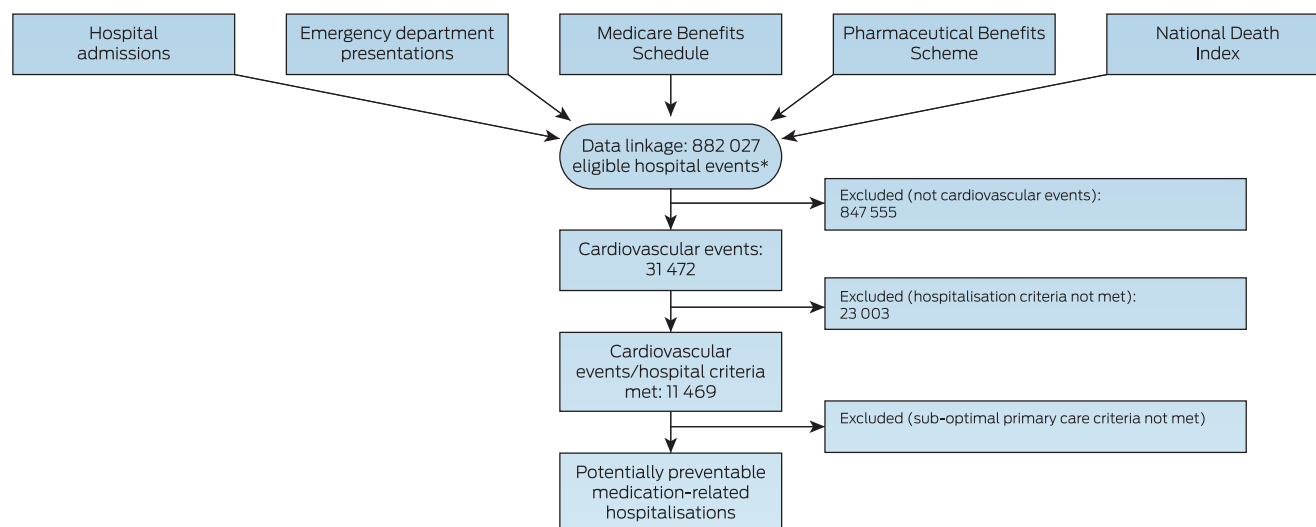 Hospital
admissions
Emergency department
presentations
Medicare Benefits
Schedule
Pharmaceutical Benefits
Scheme
National Death
Index
Data linkage: 882 027
eligible hospital events*
Excluded (not cardiovascular events):
847 555
Cardiovascular events:
31 472
Excluded (hospitalisation criteria not met):
23 003
Cardiovascular
events/hospital criteria
met: 11 469
Excluded (sub-optimal primary care criteria not met)
Potentially preventable
medication-related
hospitalisations